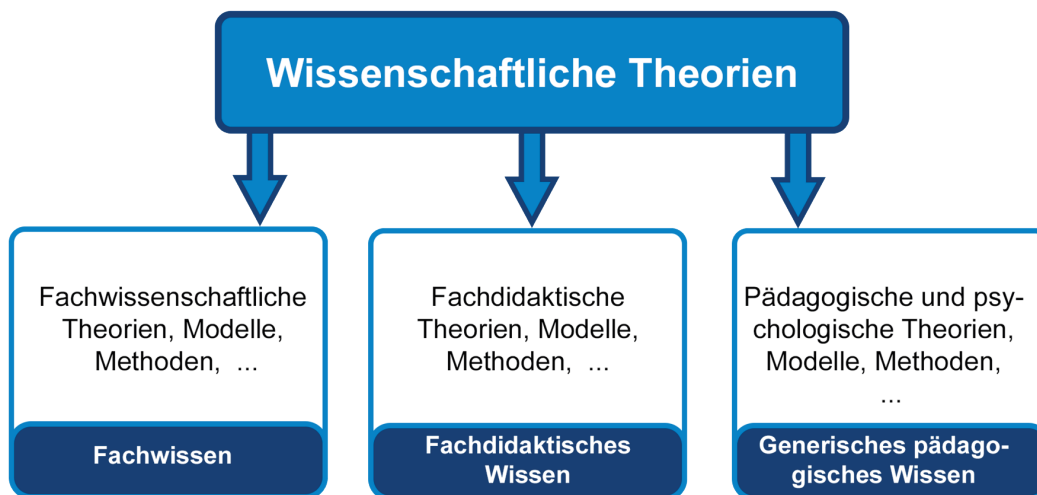 Wissenschaftliche Theorien
Fachwissenschaftliche
Theorien, Modelle,
Methoden, ...
Fachwissen
Fachdidaktische
Theorien, Modelle,
Methoden, ...
Fachdidaktisches
Wissen
Pädagogische und psy-
chologische Theorien,
Modelle, Methoden,
...
Generisches pädago-
gisches Wissen